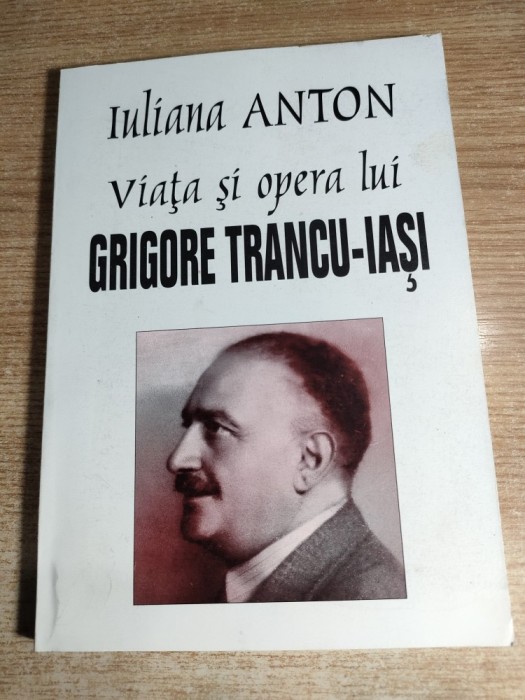 Iuliana ANTON
Viaţa şi opera lui
GRIGORE TRANCU-IAŞI